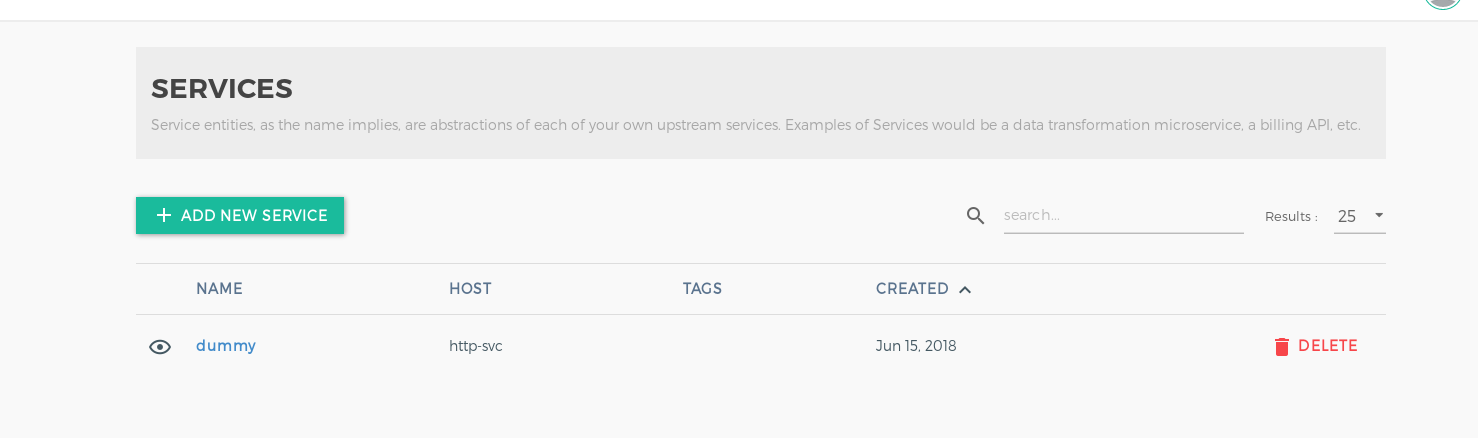 SERVICES
Service entities, as the name implies, are abstractions of each of your own upstream services. Examples of Services would be a data transformation microservice, a billing API, etc.
ADD NEW SERVICE search... Results : 25
NAME HOST TAGS CREATED
dummy http-svc Jun 15, 2018 DELETE